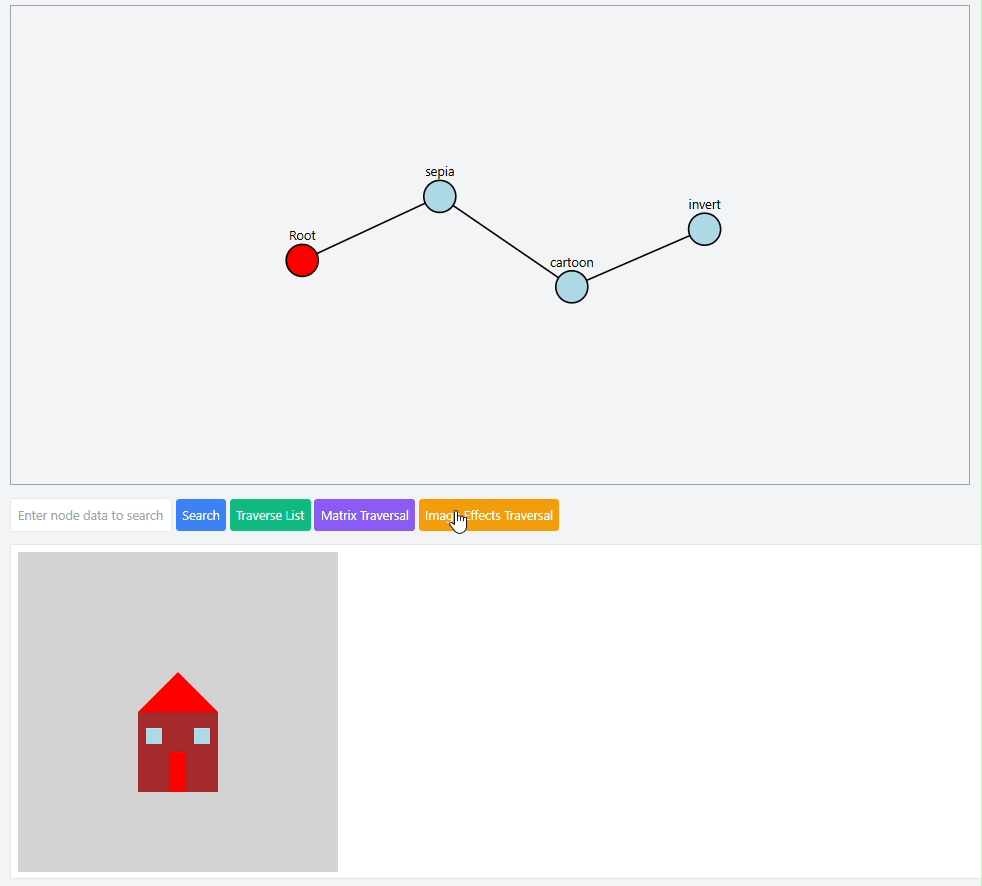 sepia
invert
Root
cartoon
Enter node data to search
Search
Traverse List
Matrix Traversal
Image Effects Traversal